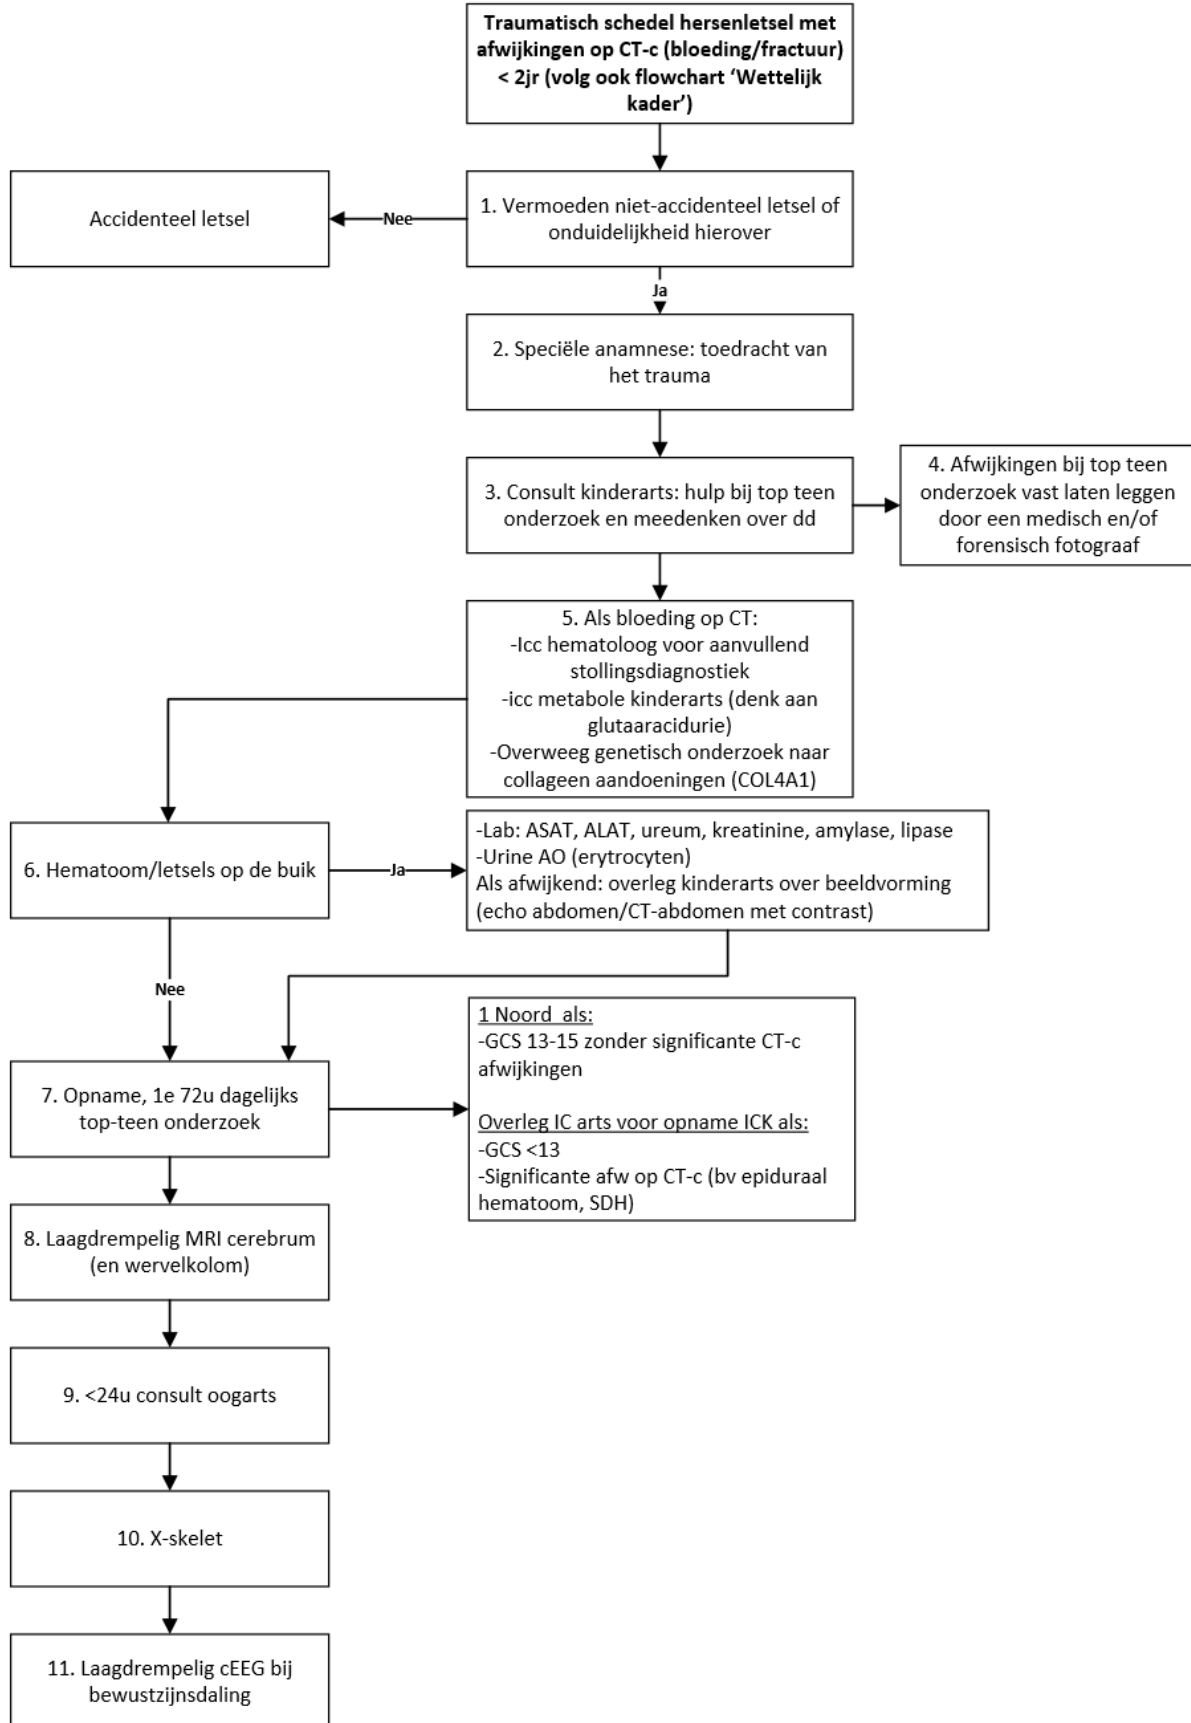 Traumatisch schedel hersenletsel met
afwijkingen op CT-c (bloeding/fractuur)
< 2jr (volg ook flowchart ‘Wettelijk
kader’)
Accidenteel letsel
Nee
1. Vermoeden niet-accidenteel letsel of
onduidelijkheid hierover
Ja
2. Speciële anamnese: toedracht van
het trauma
3. Consult kinderarts: hulp bij top teen
onderzoek en meedenken over dd
4. Afwijkingen bij top teen
onderzoek vast laten leggen
door een medisch en/of
forensisch fotograaf
5. Als bloeding op CT:
-Icc hematoloog voor aanvullend
stollingsdiagnostiek
-icc metabole kinderarts (denk aan
glutaaracidurie)
-Overweeg genetisch onderzoek naar
collageen aandoeningen (COL4A1)
6. Hematoom/letsels op de buik
Ja
-Lab: ASAT, ALAT, ureum, kreatinine, amylase, lipase
-Urine AO (erytrocyten)
Als afwijkend: overleg kinderarts over beeldvorming
(echo abdomen/CT-abdomen met contrast)
Nee
7. Opname, 1e 72u dagelijks
top-teen onderzoek
1 Noord  als:
-GCS 13-15 zonder significante CT-c
afwijkingen
Overleg IC arts voor opname ICK als:
-GCS <13
-Significante afw op CT-c (bv epiduraal
hematoom, SDH)
8. Laagdrempelig MRI cerebrum
(en wervelkolom)
9. <24u consult oogarts
10. X-skelet
11. Laagdrempelig cEEG bij
bewustzijnsdaling